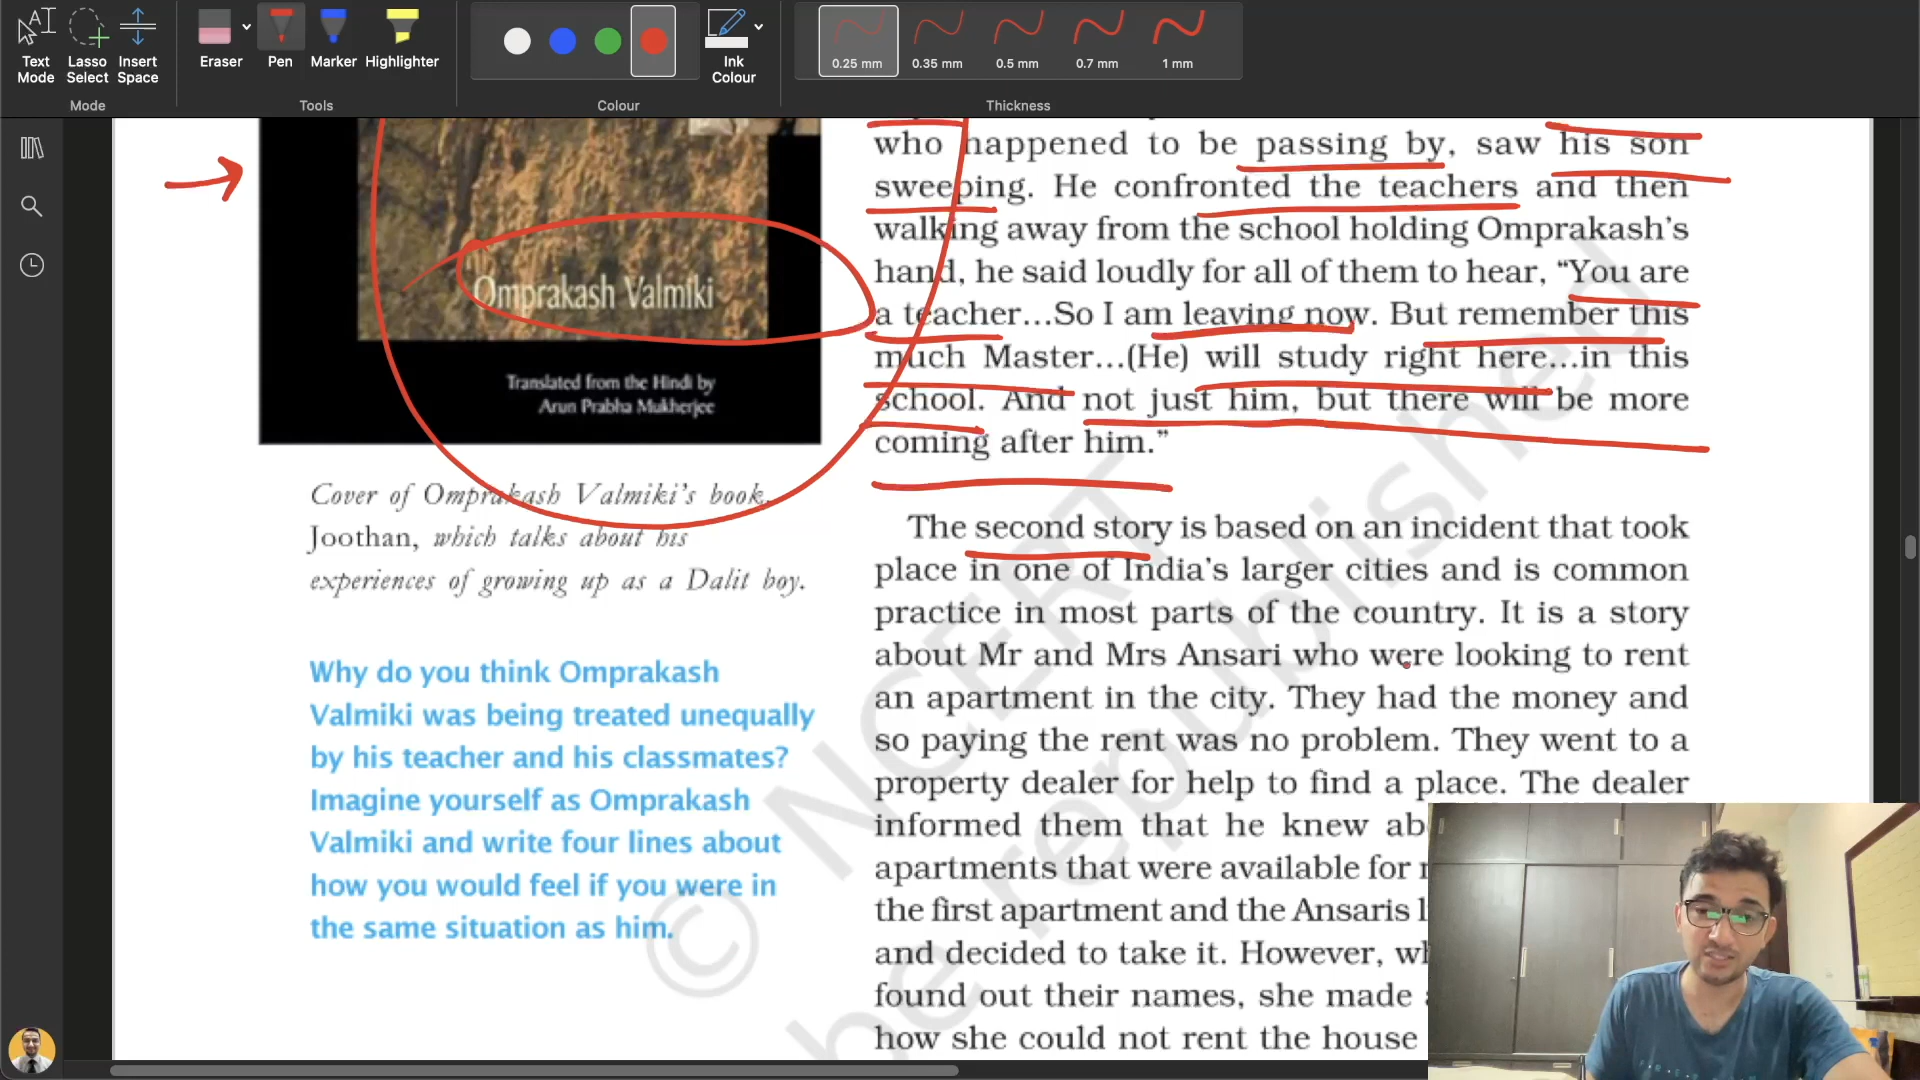 Text Mode
Lasso Select
Insert Space
Mode
Eraser
Pen
Marker
Highlighter
Tools
Colour
Ink Colour
0.25 mm
0.35 mm
0.5 mm
0.7 mm
1 mm
Thickness
Omprakash Valmiki
Translated from the Hindi by
Arun Prabha Mukherjee
Cover of Omprakash Valmiki's book,
Joothan, which talks about his
experiences of growing up as a Dalit boy.
Why do you think Omprakash
Valmiki was being treated unequally
by his teacher and his classmates?
Imagine yourself as Omprakash
Valmiki and write four lines about
how you would feel if you were in
the same situation as him.
who happened to be passing by, saw his son
sweeping. He confronted the teachers and then
walking away from the school holding Omprakash's
hand, he said loudly for all of them to hear, “You are
a teacher...So I am leaving now. But remember this
much Master...(He) will study right here...in this
school. And not just him, but there will be more
coming after him.”
The second story is based on an incident that took
place in one of India's larger cities and is common
practice in most parts of the country. It is a story
about Mr and Mrs Ansari who were looking to rent
an apartment in the city. They had the money and
so paying the rent was no problem. They went to a
property dealer for help to find a place. The dealer
informed them that he knew
apartments that were available for
the first apartment and the Ansaris
and decided to take it. However,
found out their names, she made
how she could not rent the house
© NCERT
be republished